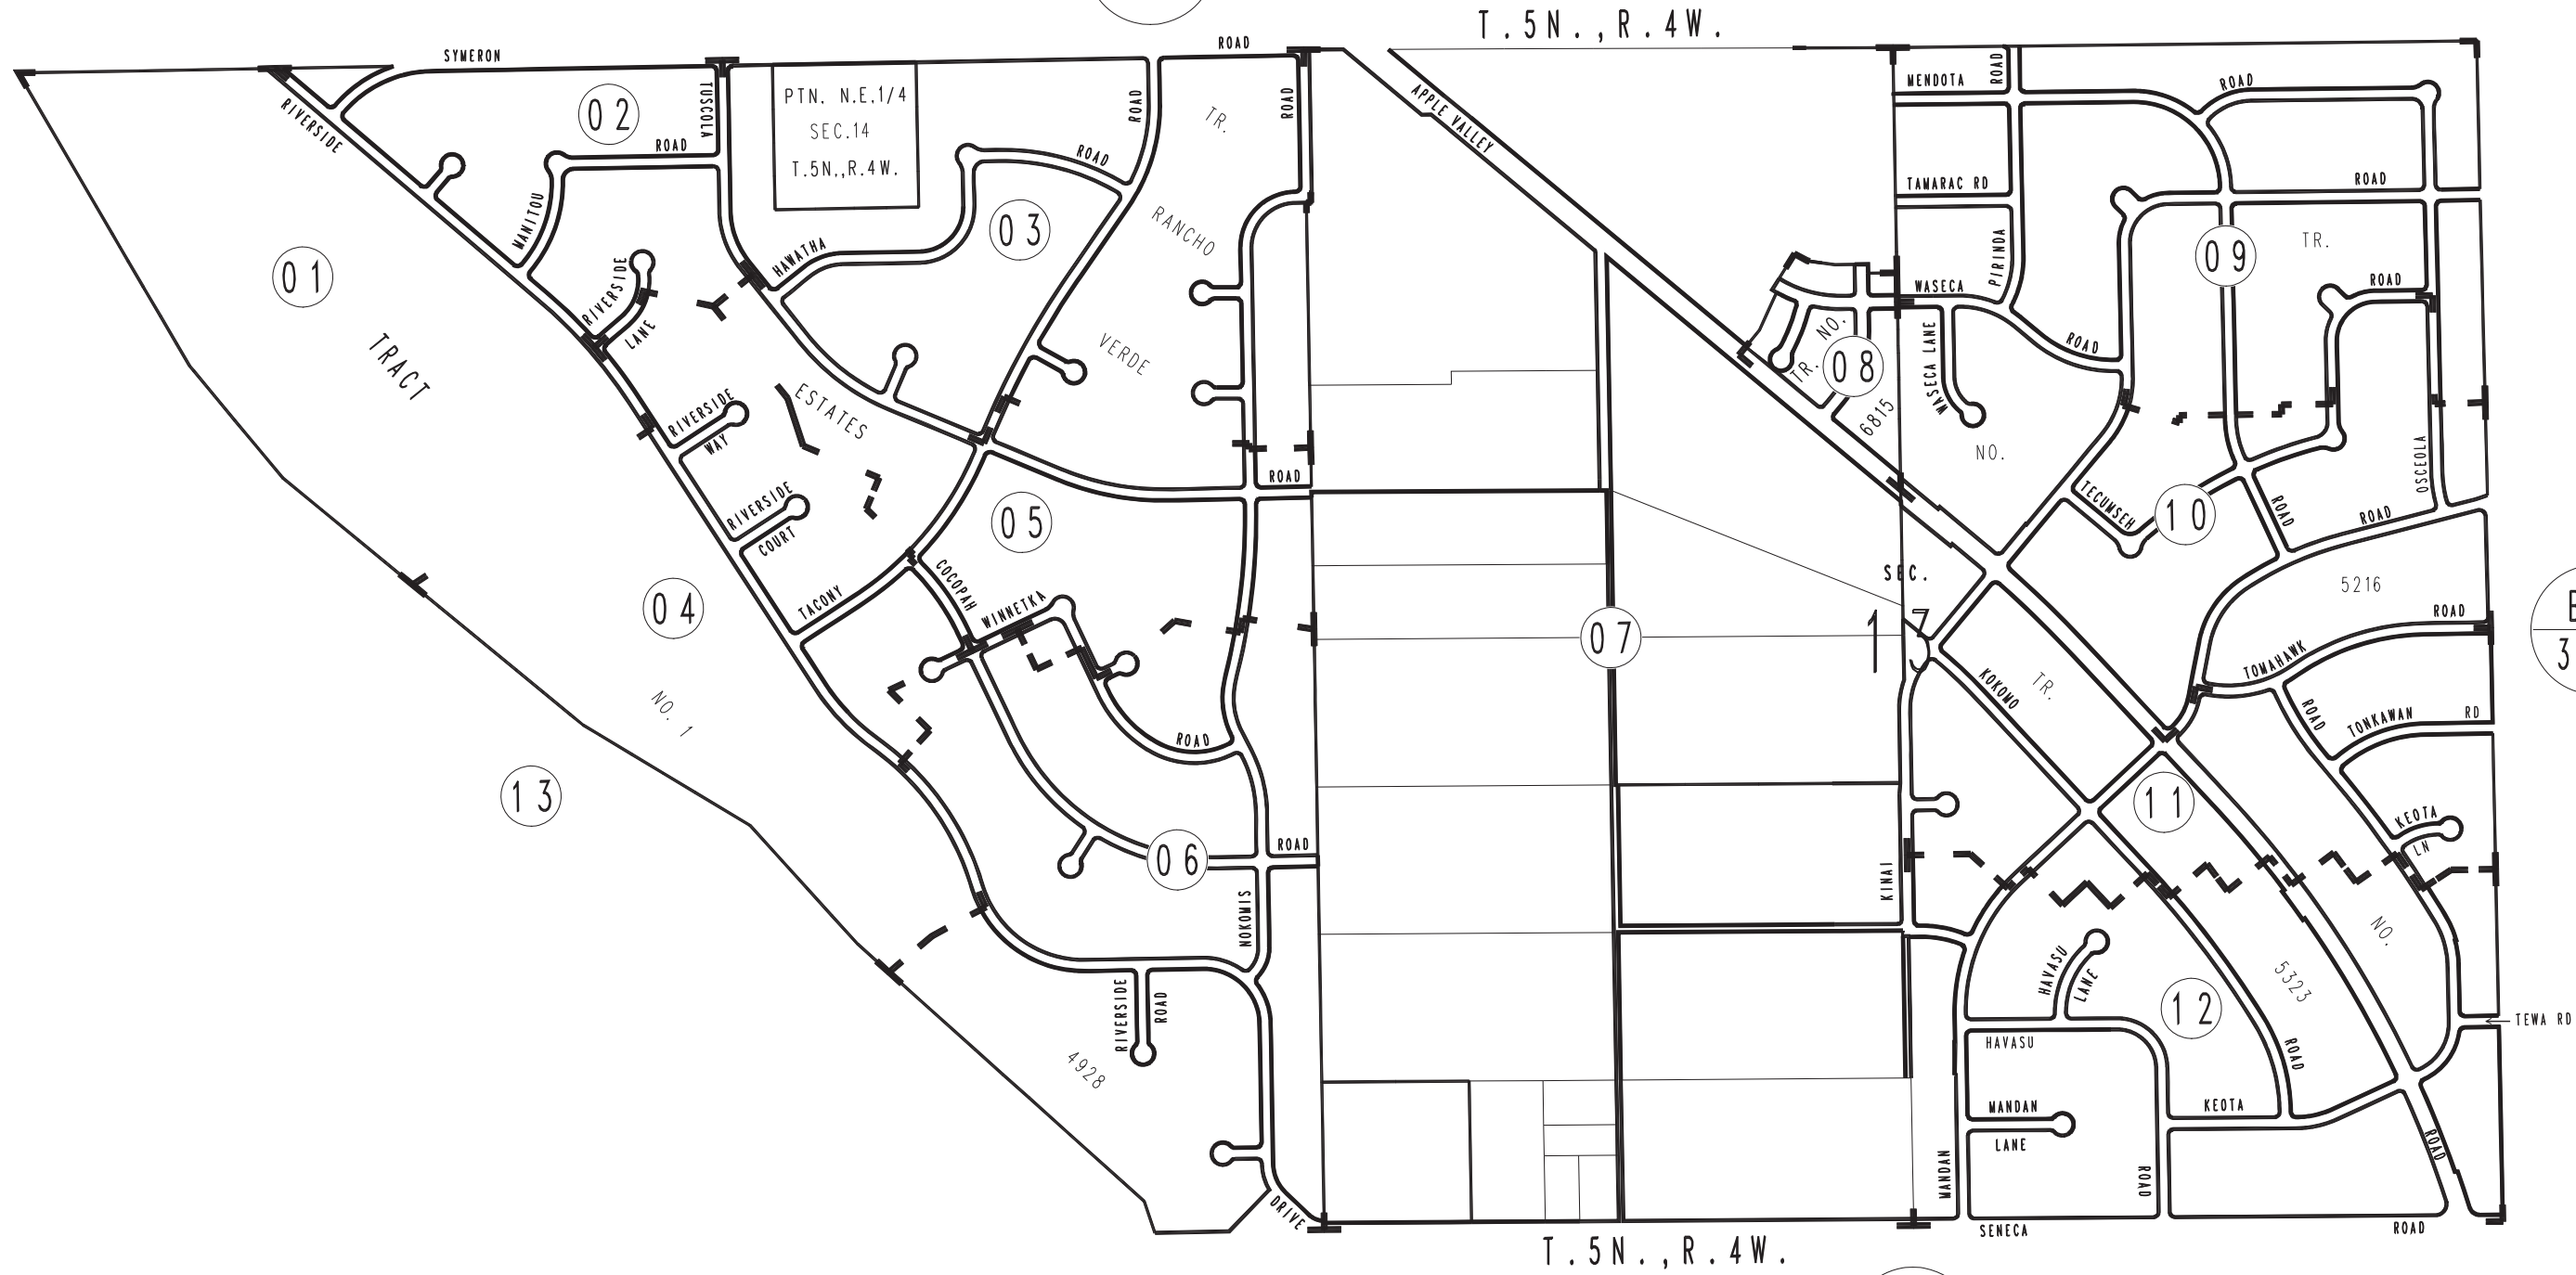 T.5N.,R.4W.
SYMERON
ROAD
RIVERSIDE
02
TUSCOLA
ROAD
MANITOU
PTN. N.E.1/4
SEC.14
T.5N.,R.4W.
ROAD
ROAD
TR.
ROAD
APPLE VALLEY
MENDOTA
ROAD
ROAD
TAMARAC RD
ROAD
01
TRACT
RIVERSIDE
LANE
HAWATHA
03
RANCHO
VERDE
ESTATES
PIRINDA
WASECA
09
TR.
ROAD
ROAD
WASECA LANE
TR. NO.
08
6815
NO.
OSCEOLA
RIVERSIDE
WAY
RIVERSIDE
COURT
ROAD
05
TECUMSEH
10
ROAD
ROAD
SEC.
17
5216
ROAD
04
TACONY
COCOPAH
WINNETKA
07
KOKOMO
TR.
TOMAHAWK
ROAD
TONKAWAN
RD
3
NO. 1
13
ROAD
06
ROAD
NOKOMIS
KINAI
11
KEOTA
LN
NO.
HAVASU
LANE
5323
12
RIVERSIDE
ROAD
4928
HAVASU
ROAD
TEWA RD
MANDAN
LANE
KEOTA
MANDAN
ROAD
ROAD
DRIVE
SENECA
ROAD
T.5N.,R.4W.